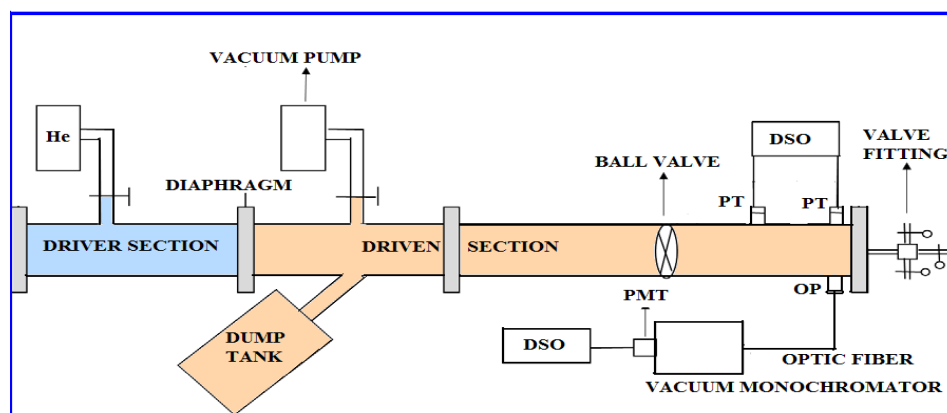 VACUUM PUMP
He
DSO
VALVE
FITTING
BALL VALVE
DIAPHRAGM
PT
PT
DRIVER SECTION
DRIVEN
SECTION
OP
PMT
DUMP
TANK
DSO
OPTIC FIBER
VACUUM MONOCHROMATOR